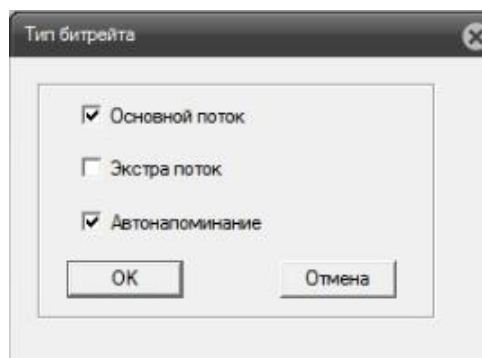 Тип битрейта
Основной поток
Экстра поток
Автонапоминание
OK
Отмена